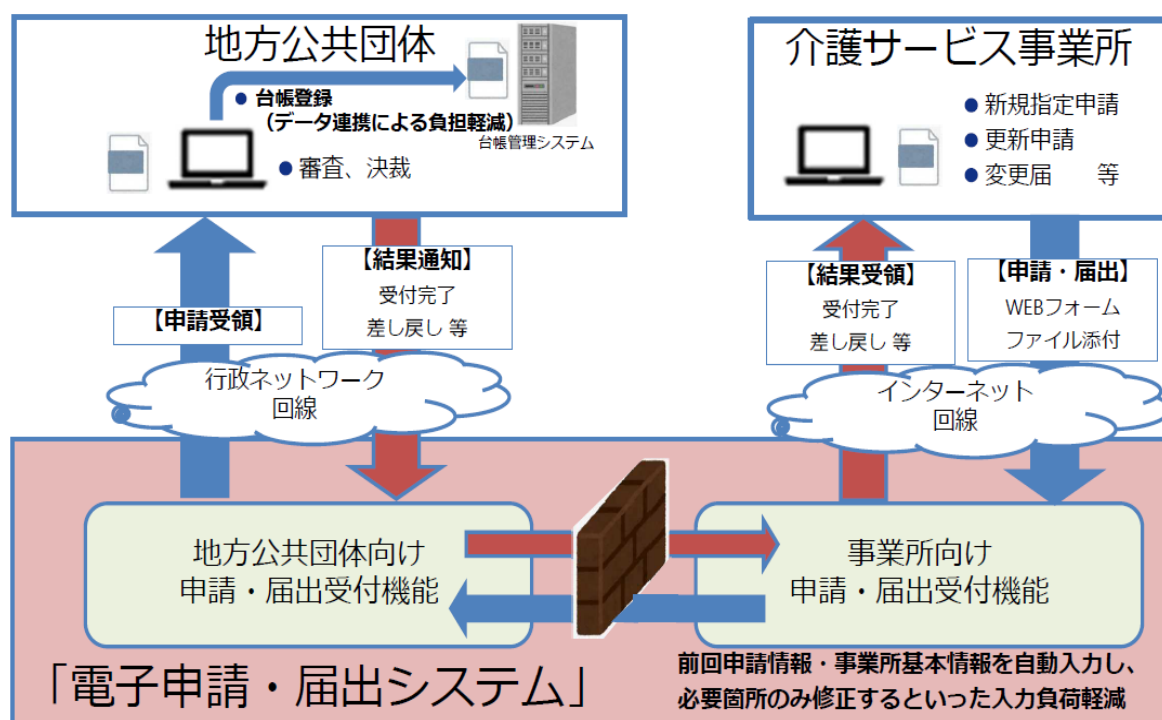 地方公共団体
● 台帳登録
（データ連携による負担軽減）
台帳管理システム
● 審査、決裁
介護サービス事業所
● 新規指定申請
● 更新申請
● 変更届　　等
【申請受領】
【結果通知】
受付完了
差し戻し 等
【結果受領】
受付完了
差し戻し 等
【申請・届出】
WEBフォーム
ファイル添付
行政ネットワーク
回線
インターネット
回線
地方公共団体向け
申請・届出受付機能
事業所向け
申請・届出受付機能
「電子申請・届出システム」
前回申請情報・事業所基本情報を自動入力し、
必要箇所のみ修正するといった入力負荷軽減